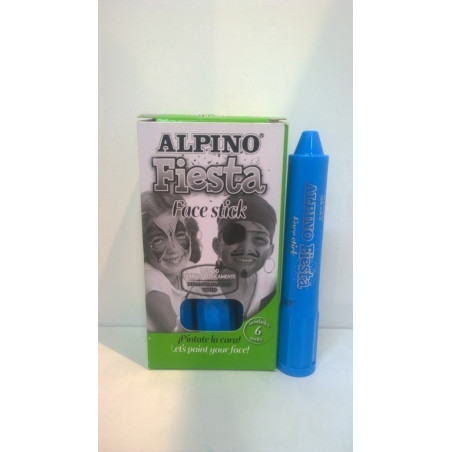 ALPINO®
Fiesta
Face stick
6
¡Píntate la cara!
Let's paint your face!
ALPINO Fiesta
Face stick